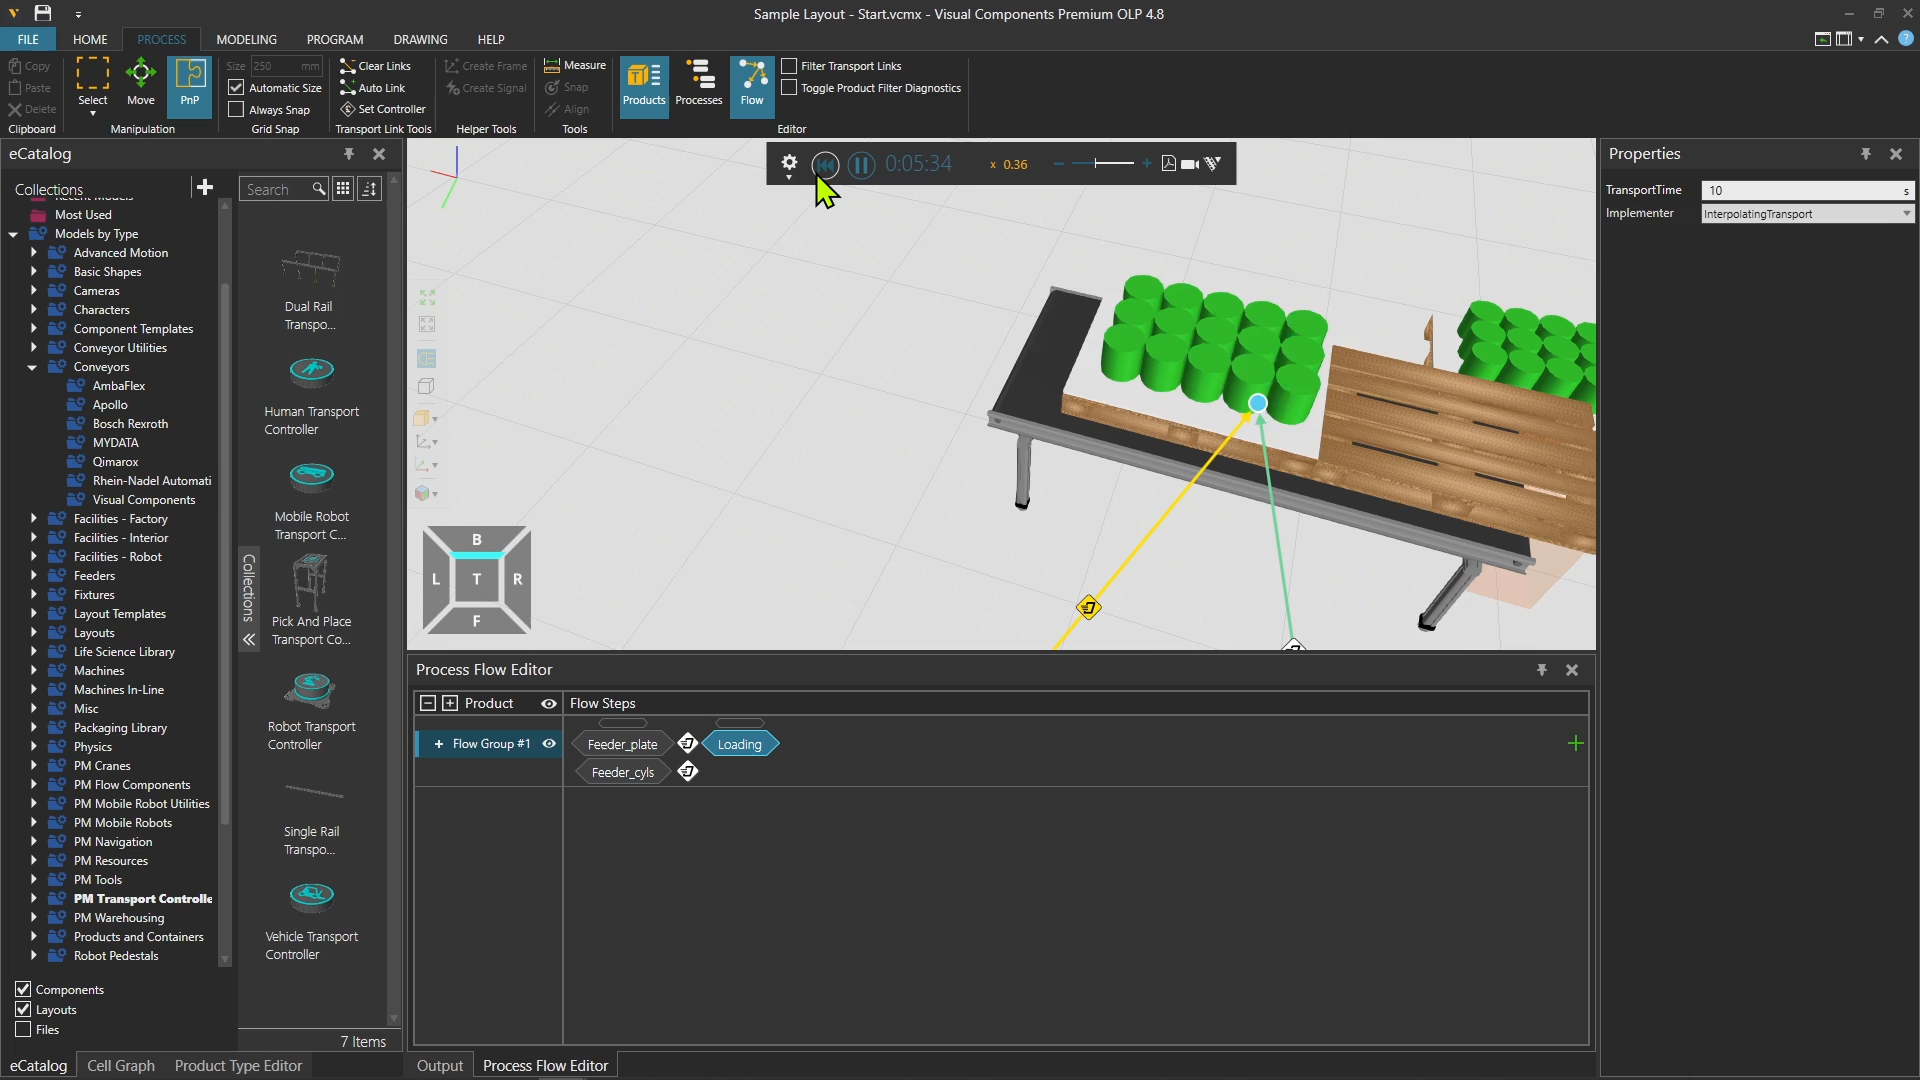 Sample Layout - Start.vcmx - Visual Components Premium OLP 4.8
FILE HOME PROCESS MODELING PROGRAM DRAWING HELP
Copy
Paste
Delete
Clipboard
Select
Move
PnP
Manipulation
Size 250 mm
Automatic Size
Always Snap
Grid Snap
Clear Links
Auto Link
Set Controller
Transport Link Tools
Create Frame
Create Signal
Helper Tools
Measure
Snap
Align
Tools
Products
Processes
Flow
Filter Transport Links
Toggle Product Filter Diagnostics
Editor
eCatalog
Collections
Search
Recent Models
Most Used
Models by Type
Advanced Motion
Basic Shapes
Cameras
Characters
Component Templates
Conveyor Utilities
Conveyors
AmbaFlex
Apollo
Bosch Rexroth
MYDATA
Qimarox
Rhein-Nadel Automati
Visual Components
Facilities - Factory
Facilities - Interior
Facilities - Robot
Feeders
Fixtures
Layout Templates
Layouts
Life Science Library
Machines
Machines In-Line
Misc
Packaging Library
Physics
PM Cranes
PM Flow Components
PM Mobile Robot Utilities
PM Mobile Robots
PM Navigation
PM Resources
PM Tools
PM Transport Controlle
PM Warehousing
Products and Containers
Robot Pedestals
Components
Layouts
Files
Collections
Dual Rail
Transpo...
Human Transport
Controller
Mobile Robot
Transport C...
Pick And Place
Transport Co...
Robot Transport
Controller
Single Rail
Transpo...
Vehicle Transport
Controller
7 Items
eCatalog Cell Graph Product Type Editor
0:05:34 x 0.36
B
L T R
F
Process Flow Editor
Product Flow Steps
Flow Group #1 Feeder_plate Loading
Feeder_cyls
Output Process Flow Editor
Properties
TransportTime 10 s
Implementer InterpolatingTransport